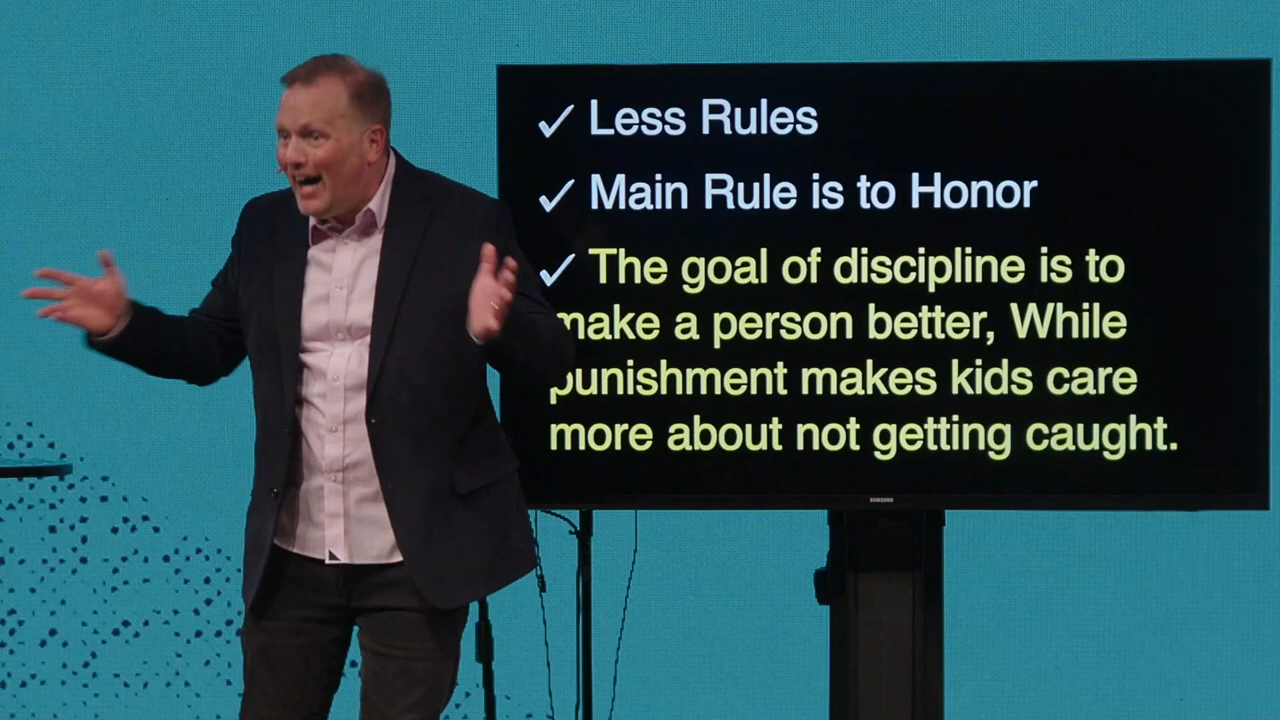 ✓ Less Rules
✓ Main Rule is to Honor
✓ The goal of discipline is to
make a person better, While
punishment makes kids care
more about not getting caught.
SAMSUNG